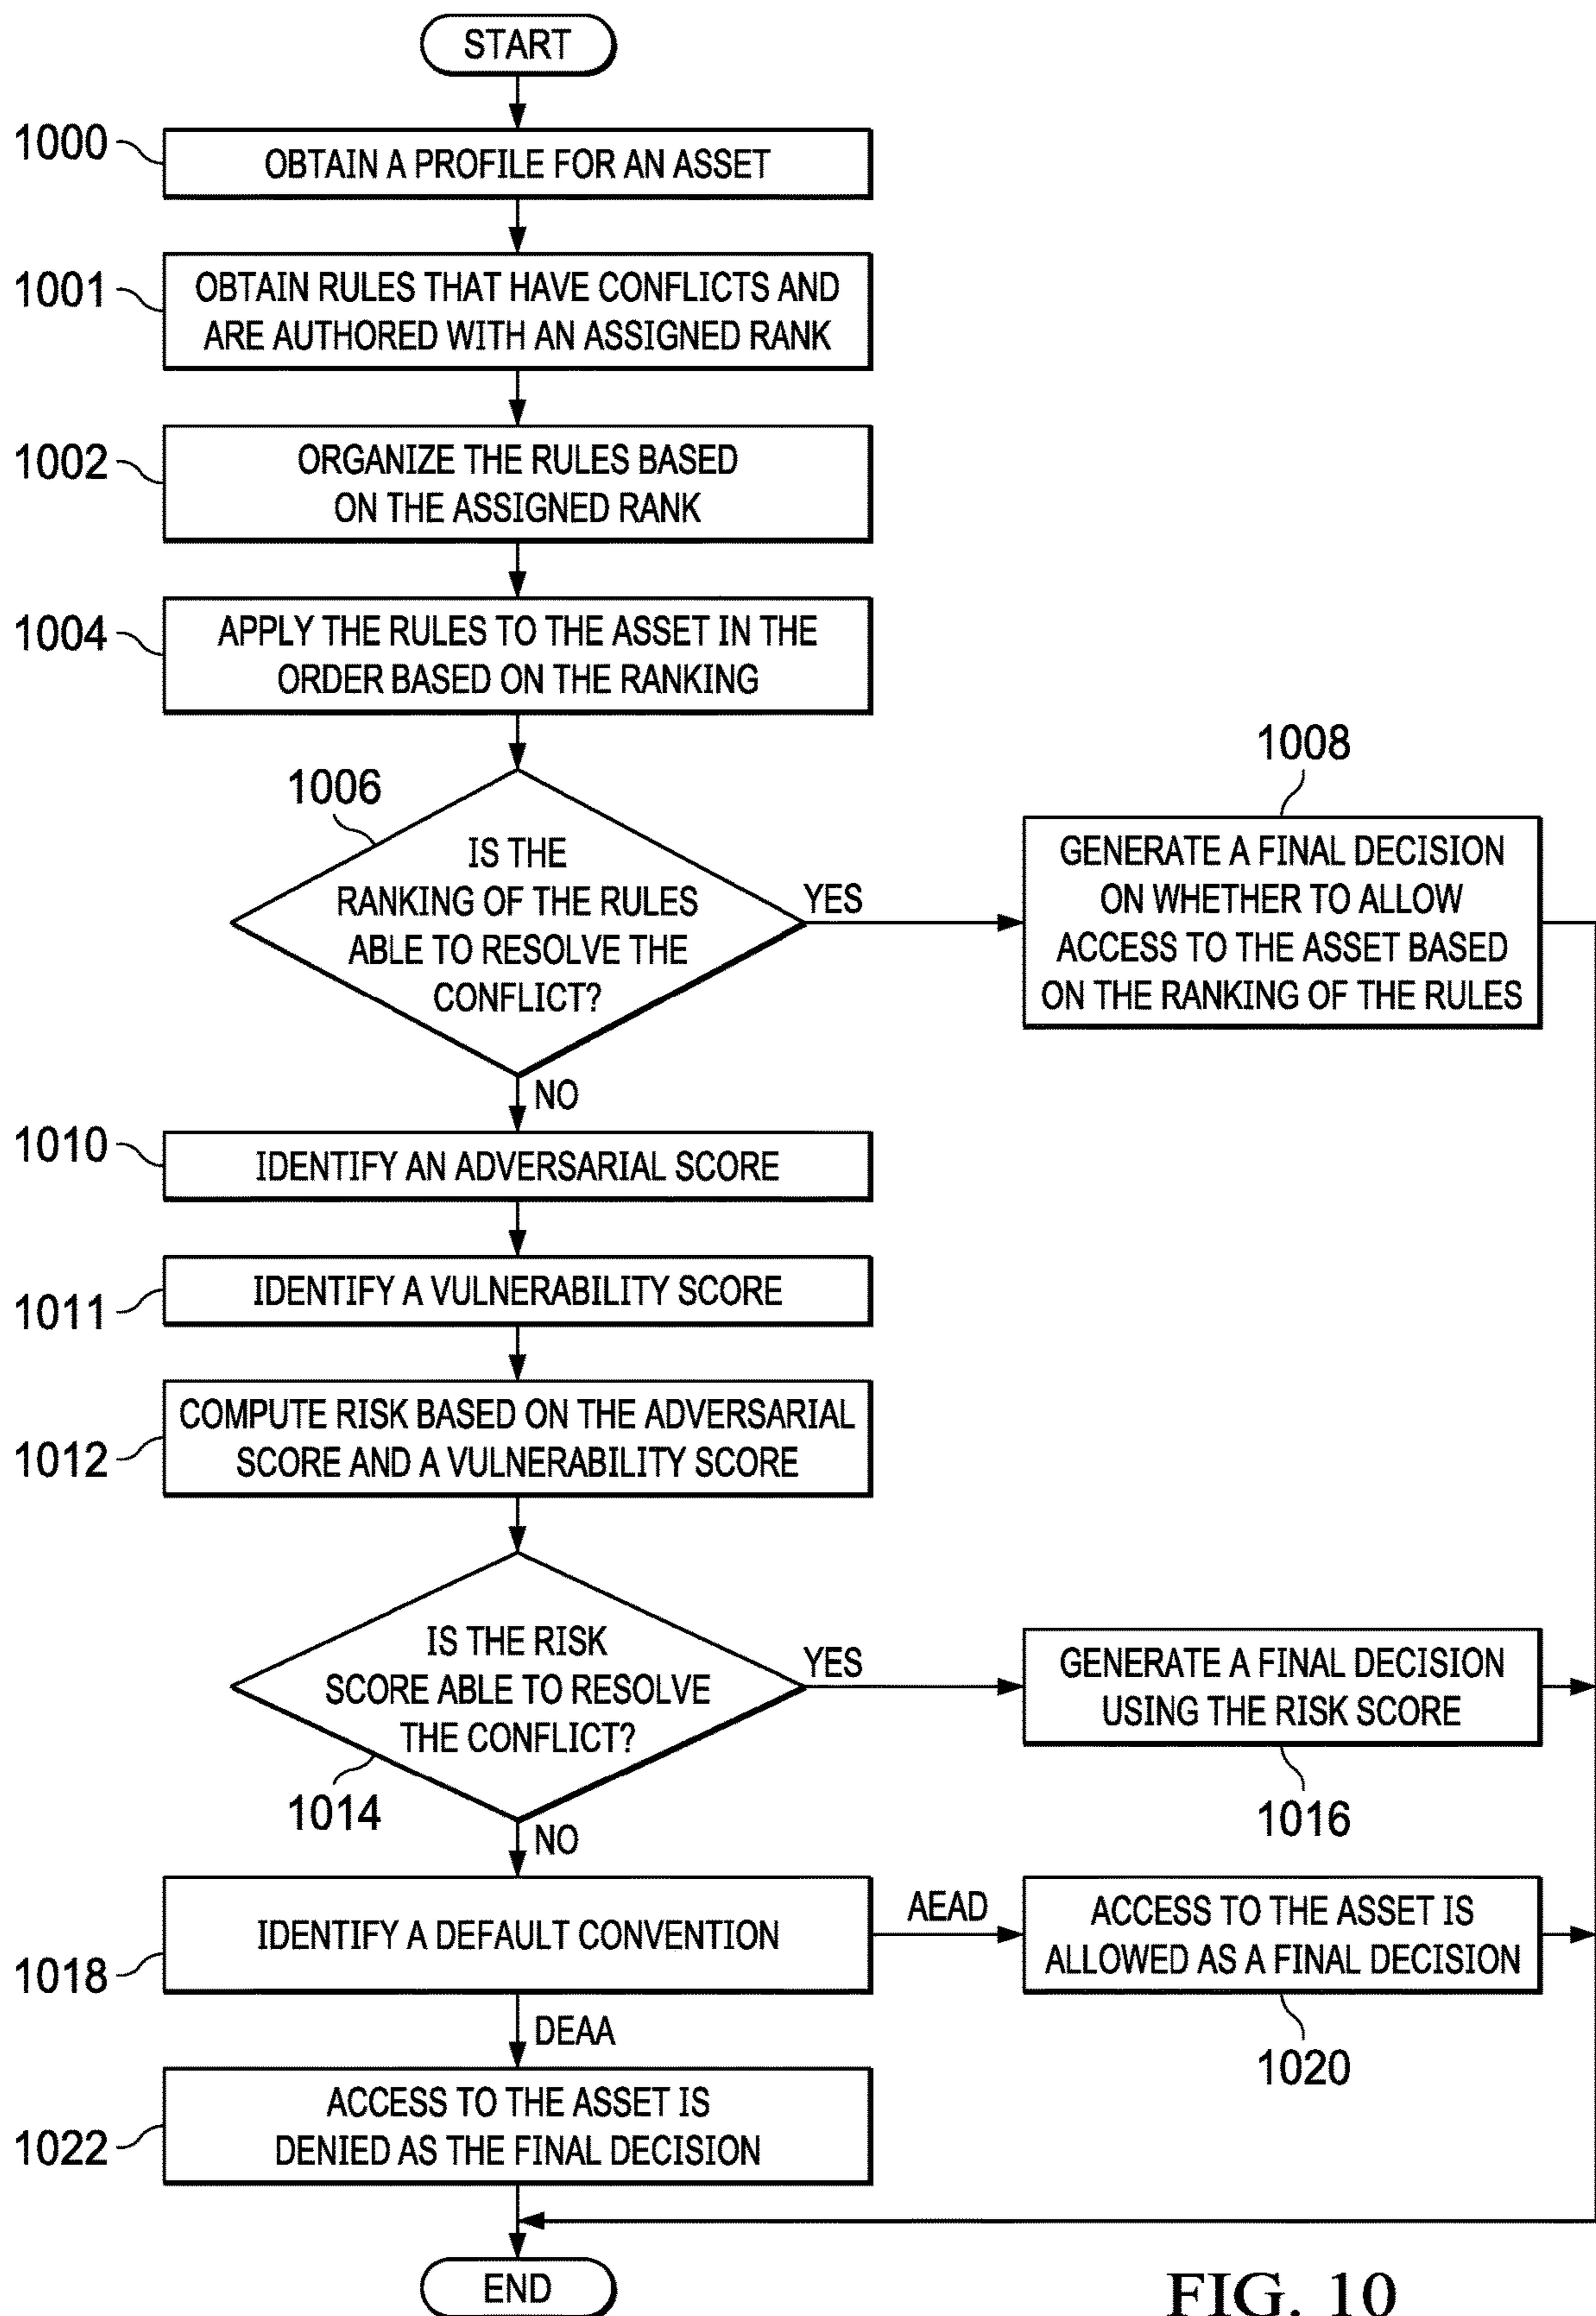 START
1000
OBTAIN A PROFILE FOR AN ASSET
1001
OBTAIN RULES THAT HAVE CONFLICTS AND
ARE AUTHORED WITH AN ASSIGNED RANK
1002
ORGANIZE THE RULES BASED
ON THE ASSIGNED RANK
1004
APPLY THE RULES TO THE ASSET IN THE
ORDER BASED ON THE RANKING
1006
IS THE
RANKING OF THE RULES
ABLE TO RESOLVE THE
CONFLICT?
YES
1008
GENERATE A FINAL DECISION
ON WHETHER TO ALLOW
ACCESS TO THE ASSET BASED
ON THE RANKING OF THE RULES
NO
1010
IDENTIFY AN ADVERSARIAL SCORE
1011
IDENTIFY A VULNERABILITY SCORE
1012
COMPUTE RISK BASED ON THE ADVERSARIAL
SCORE AND A VULNERABILITY SCORE
IS THE RISK
SCORE ABLE TO RESOLVE
THE CONFLICT?
1014
YES
GENERATE A FINAL DECISION
USING THE RISK SCORE
1016
NO
1018
IDENTIFY A DEFAULT CONVENTION
AEAD
ACCESS TO THE ASSET IS
ALLOWED AS A FINAL DECISION
1020
DEAA
1022
ACCESS TO THE ASSET IS
DENIED AS THE FINAL DECISION
END
FIG. 10